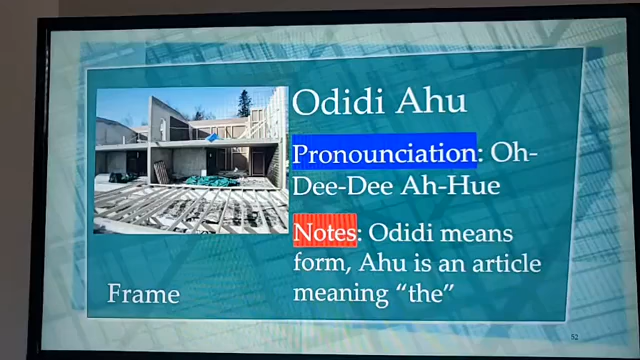 Odidi Ahu
Pronounciation: Oh-
Dee-Dee Ah-Hue
Notes: Odidi means
form, Ahu is an article
meaning “the”
Frame
52